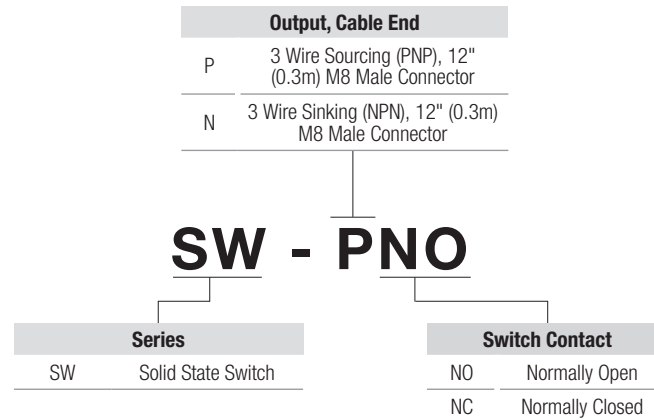 Output, Cable End
P 3 Wire Sourcing (PNP), 12"
(0.3m) M8 Male Connector
N 3 Wire Sinking (NPN), 12" (0.3m)
M8 Male Connector
SW - PNO
Series
SW Solid State Switch
Switch Contact
NO Normally Open
NC Normally Closed